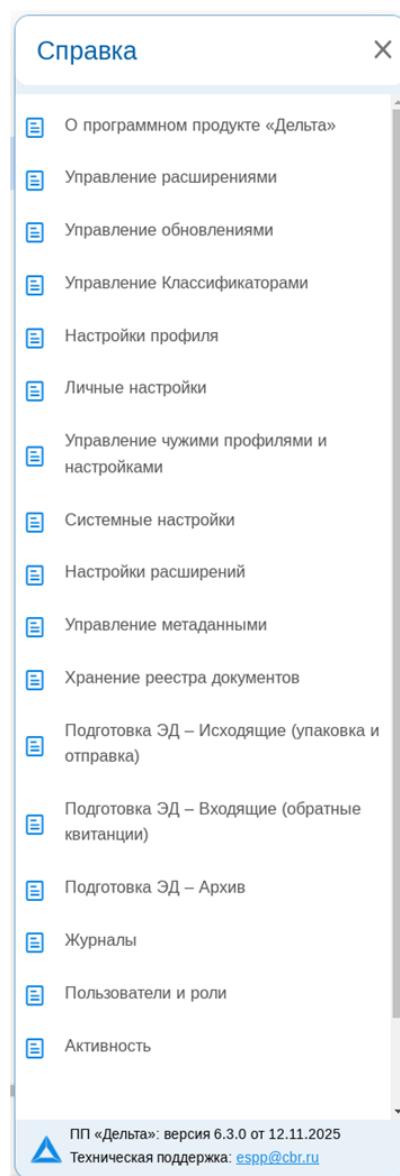 Справка
О программном продукте «Дельта»
Управление расширениями
Управление обновлениями
Управление Классификаторами
Настройки профиля
Личные настройки
Управление чужими профилями и
настройками
Системные настройки
Настройки расширений
Управление метаданными
Хранение реестра документов
Подготовка ЭД – Исходящие (упаковка и
отправка)
Подготовка ЭД – Входящие (обратные
квитанции)
Подготовка ЭД – Архив
Журналы
Пользователи и роли
Активность
ПП «Дельта»: версия 6.3.0 от 12.11.2025
Техническая поддержка: espp@cbr.ru